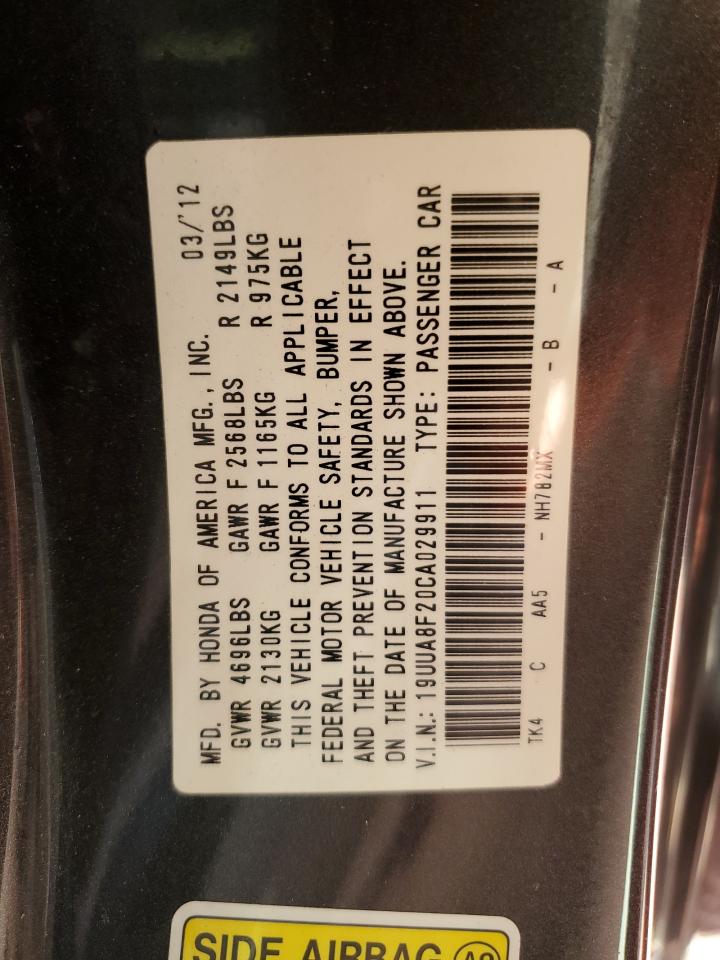 MFD. BY HONDA OF AMERICA MFG., INC. 03/'12
GVWR 4696LBS GAWR F 2568LBS R 2149LBS
GVWR 2130KG GAWR F 1165KG R 975KG
THIS VEHICLE CONFORMS TO ALL APPLICABLE
FEDERAL MOTOR VEHICLE SAFETY, BUMPER,
AND THEFT PREVENTION STANDARDS IN EFFECT
ON THE DATE OF MANUFACTURE SHOWN ABOVE.
V.I.N.: 19UUA8F20CA029911 TYPE: PASSENGER CAR
TK4 C AA5 - NH782MX - B - A
SIDE AIRBAG